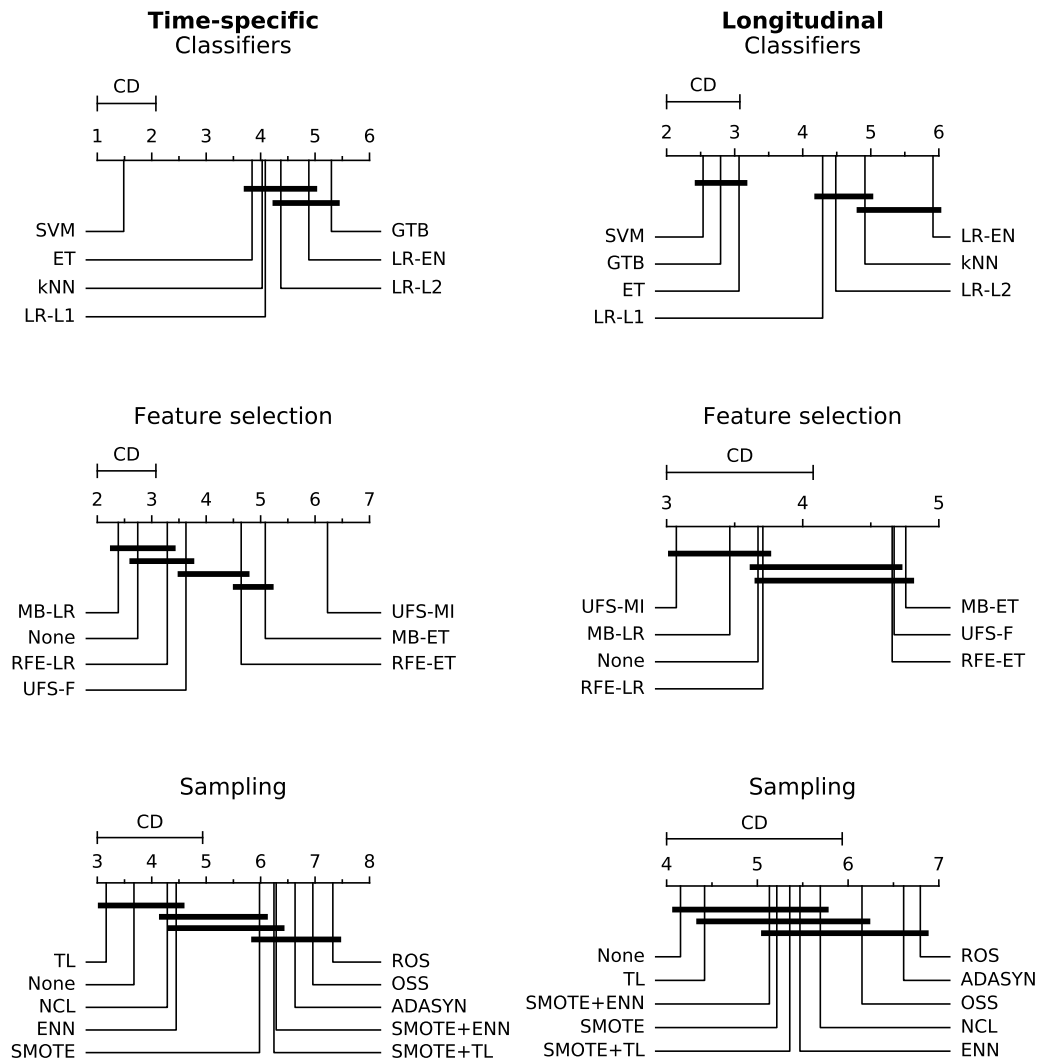 Time-specific
Classifiers
CD
1 2 3 4 5 6
SVM GTB
ET LR-EN
kNN LR-L2
LR-L1
Longitudinal
Classifiers
CD
2 3 4 5 6
SVM LR-EN
GTB kNN
ET LR-L2
LR-L1
Feature selection
CD
2 3 4 5 6 7
MB-LR UFS-MI
None MB-ET
RFE-LR RFE-ET
UFS-F
Feature selection
CD
3 4 5
UFS-MI MB-ET
MB-LR UFS-F
None RFE-ET
RFE-LR
Sampling
CD
3 4 5 6 7 8
TL ROS
None OSS
NCL ADASYN
ENN SMOTE+ENN
SMOTE SMOTE+TL
Sampling
CD
4 5 6 7
None ROS
TL ADASYN
SMOTE+ENN OSS
SMOTE NCL
SMOTE+TL ENN